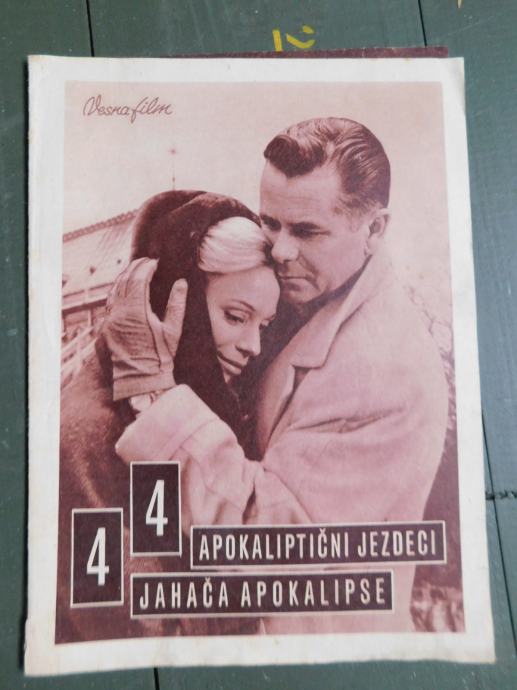 Vesna film
4 APOKALIPTIČNI JEZDECI
4 JAHAČA APOKALIPSE